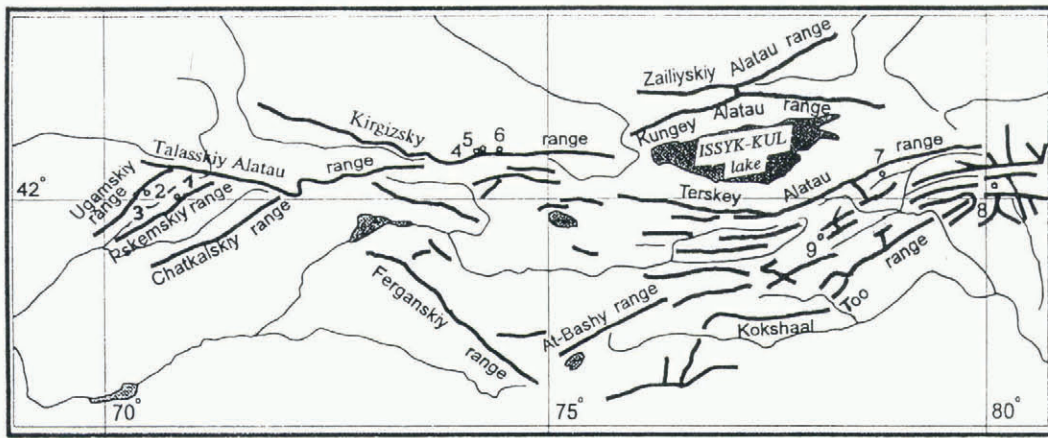 Zailiyskiy Alatau range
Kungey Alatau range
Kirgizsky range
4 5 6
ISSYK-KUL
lake
Talasskiy Alatau range
42°
Ugamskiy
range
3 2 1
Pskemskiy range
Chatkalskiy range
Terskey Alatau range
7
8
9
Ferganskiy
range
At-Bashy range
Kokshaal Too range
70° 75° 80°